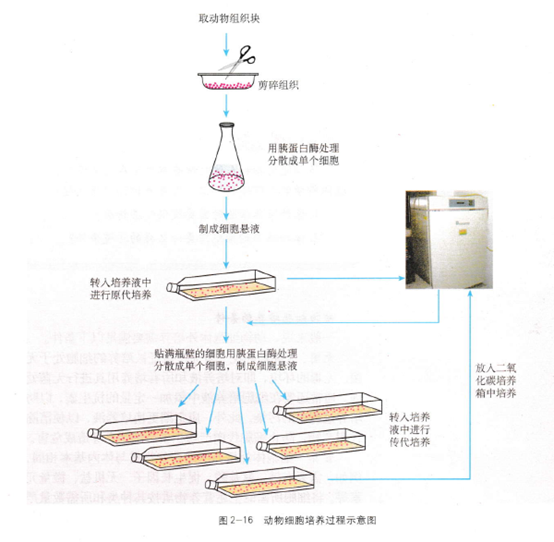 取动物组织块
剪碎组织
用胰蛋白酶处理
分散成单个细胞
制成细胞悬液
转入培养液中
进行原代培养
贴满瓶壁的细胞用胰蛋白酶处理
分散成单个细胞，制成细胞悬液
放入二氧
化碳培养
箱中培养
转入培养
液中进行
传代培养
图2-16 动物细胞培养过程示意图